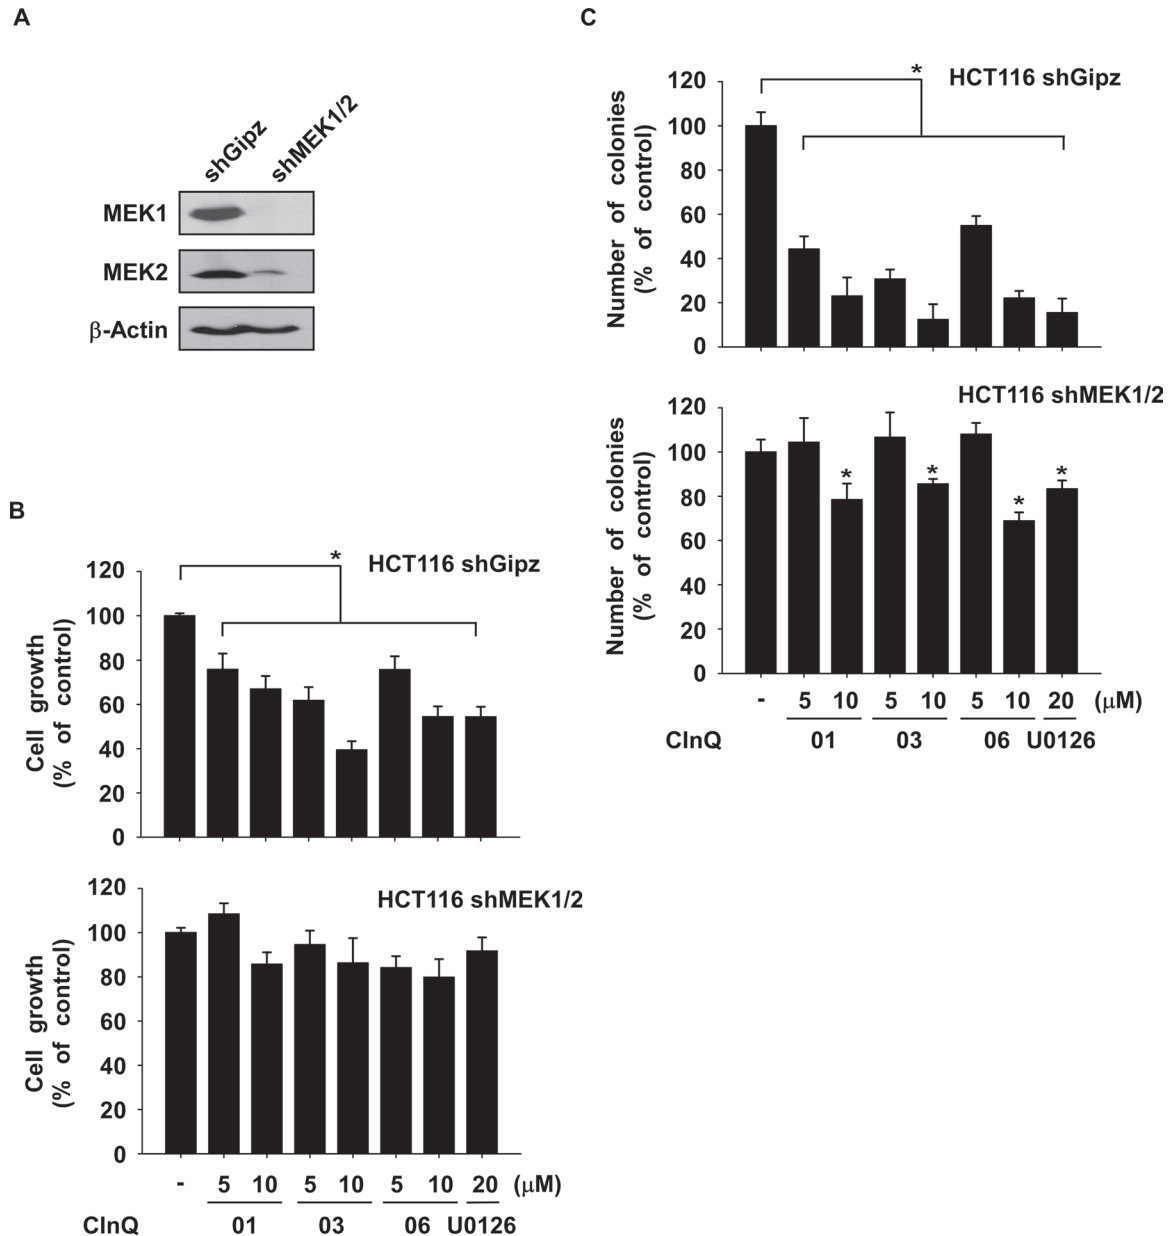 A
shGipz
shMEK1/2
MEK1
MEK2
β-Actin
B
Cell growth
(% of control)
120
100
80
60
40
20
0
*
HCT116 shGipz
Cell growth
(% of control)
120
100
80
60
40
20
0
HCT116 shMEK1/2
- 5 10 5 10 5 10 20 (μM)
ClnQ 01 03 06 U0126
C
Number of colonies
(% of control)
120
100
80
60
40
20
0
*
HCT116 shGipz
Number of colonies
(% of control)
120
100
80
60
40
20
0
HCT116 shMEK1/2
* * * *
- 5 10 5 10 5 10 20 (μM)
ClnQ 01 03 06 U0126